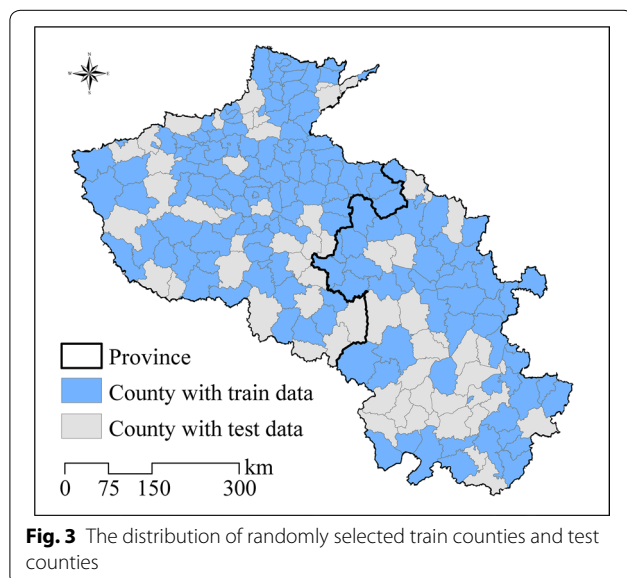 N
W E
S
Province
County with train data
County with test data
km
0 75 150 300
Fig. 3 The distribution of randomly selected train counties and test
counties